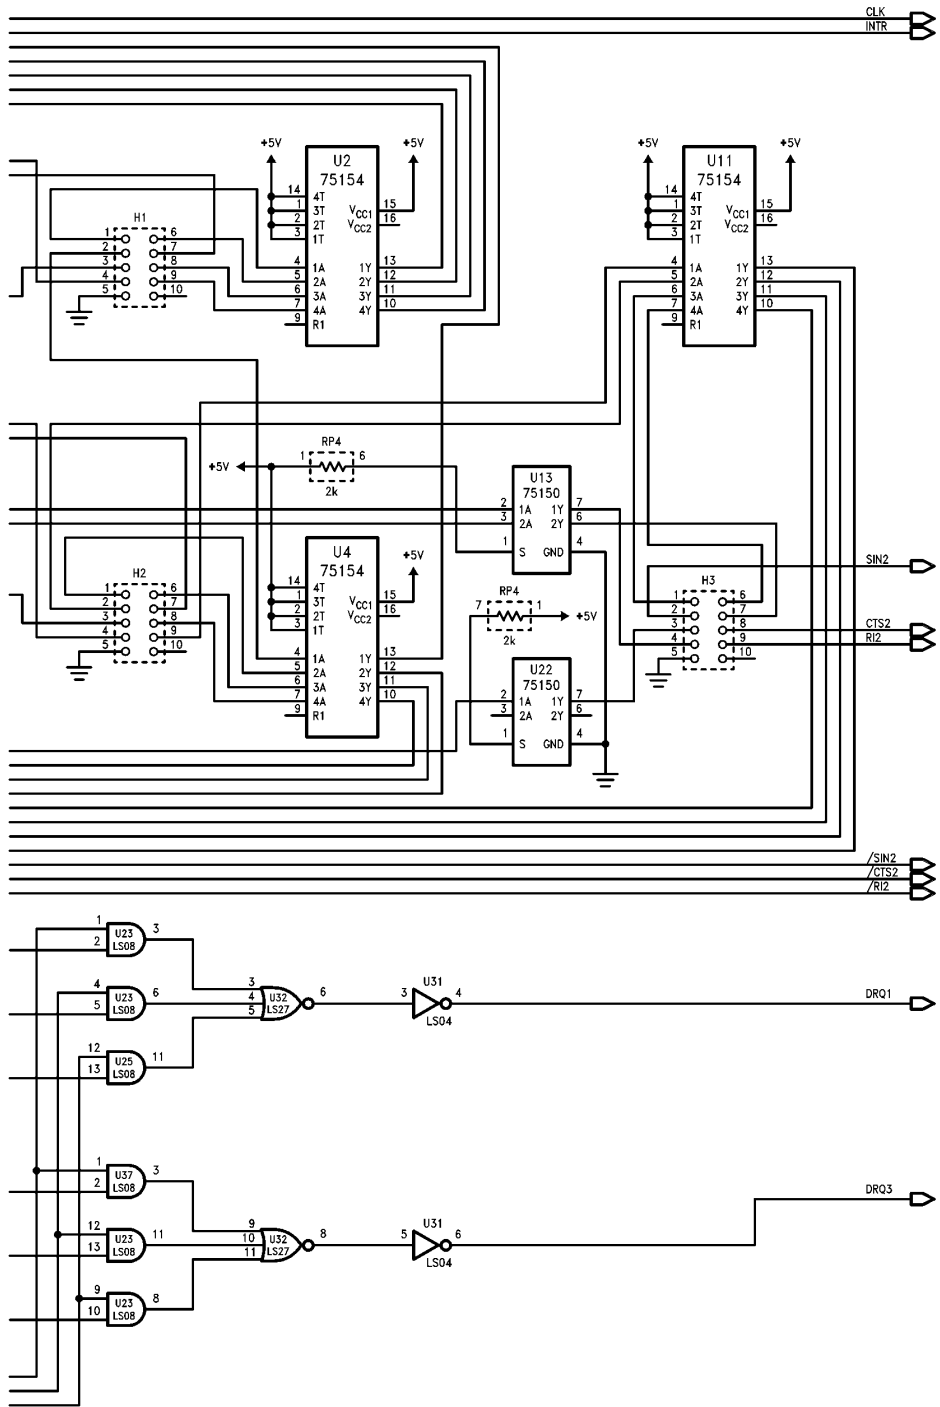 CLK
INTR
+5V
+5V
U2
75154
14 4T
1 3T
2 2T
3 1T
VCC1 15
VCC2 16
4 1A
5 2A
6 3A
7 4A
9 R1
1Y 13
2Y 12
3Y 11
4Y 10
+5V
+5V
U11
75154
14 4T
1 3T
2 2T
3 1T
VCC1 15
VCC2 16
4 1A
5 2A
6 3A
7 4A
9 R1
1Y 13
2Y 12
3Y 11
4Y 10
H1
1 6
2 7
3 8
4 9
5 10
+5V
RP4
1 6
2k
U13
75150
2 1A 1Y 7
3 2A 2Y 6
1 S GND 4
SIN2
U4
75154
+5V
14 4T
1 3T
2 2T
3 1T
VCC1 15
VCC2 16
4 1A
5 2A
6 3A
7 4A
9 R1
1Y 13
2Y 12
3Y 11
4Y 10
H2
1 6
2 7
3 8
4 9
5 10
RP4
7 1
+5V
2k
H3
1 6
2 7
3 8
4 9
5 10
CTS2
RI2
U22
75150
2 1A 1Y 7
3 2A 2Y 6
1 S GND 4
/SIN2
/CTS2
/RI2
1
2
U23
LS08
3
4
5
U23
LS08
6
12
13
U25
LS08
11
3
4
5
U32
LS27
6
U31
3 4
LS04
DRQ1
1
2
U37
LS08
3
12
13
U23
LS08
11
9
10
U23
LS08
8
9
10
11
U32
LS27
8
U31
5 6
LS04
DRQ3